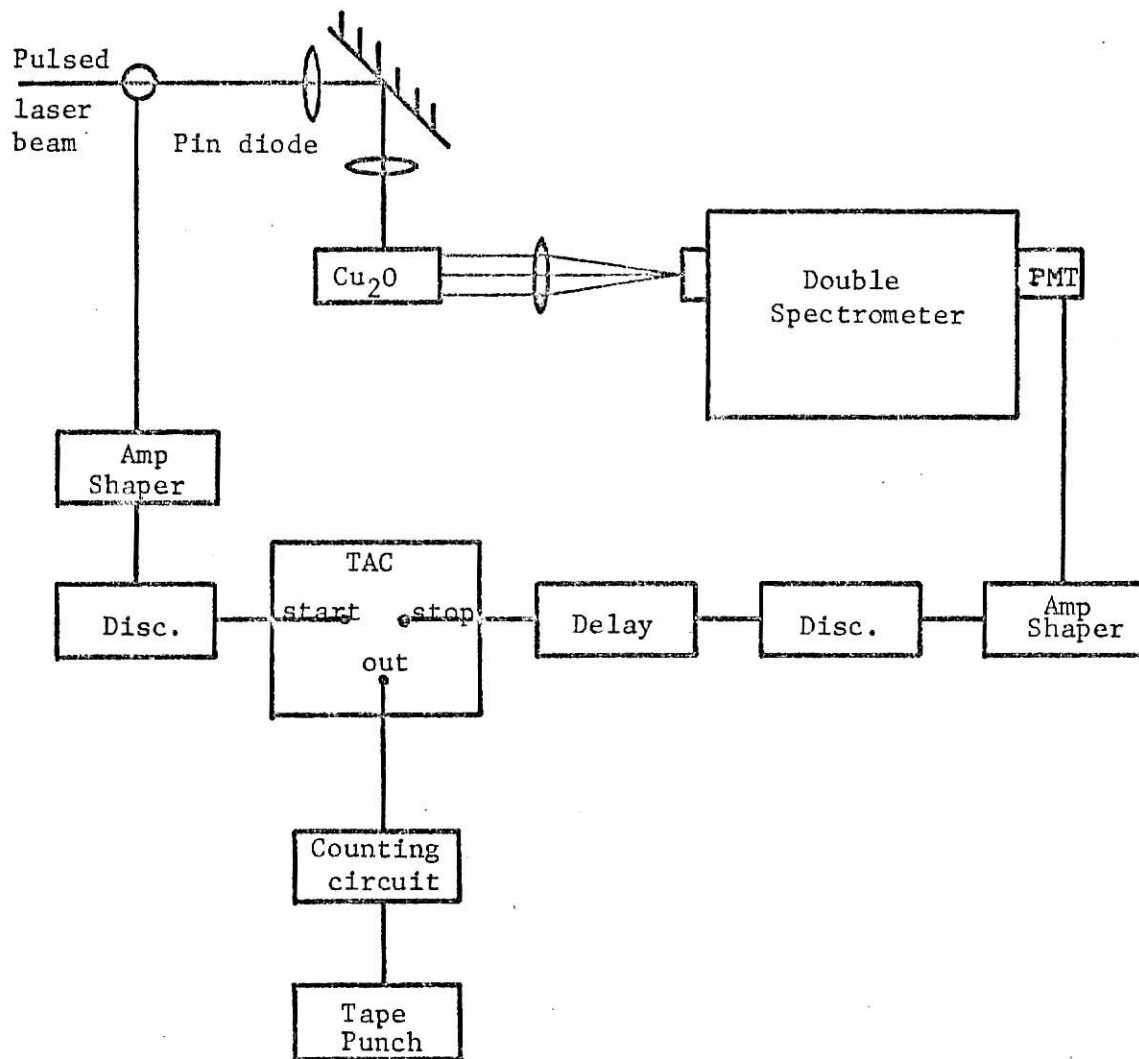 Pulsed
laser
beam
Pin diode
Cu₂O
Double
Spectrometer
PMT
Amp
Shaper
TAC
start
stop
out
Disc.
Delay
Disc.
Amp
Shaper
Counting
circuit
Tape
Punch